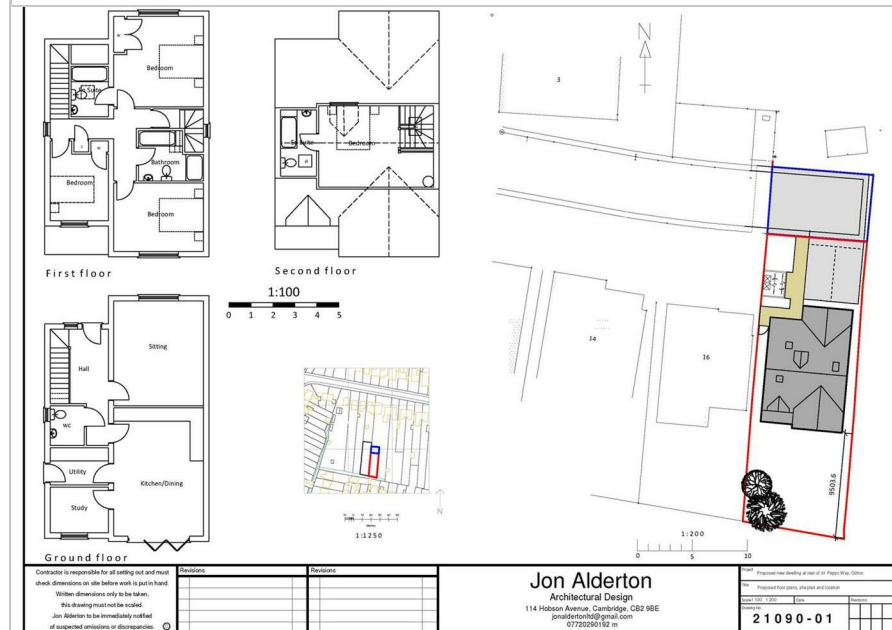 Bedroom
En Suite
Bathroom
Bedroom
Bedroom
First floor
En suite
Bedroom
Second floor
1:100
0 1 2 3 4 5
Hall
Sitting
WC
Utility
Kitchen/Dining
Study
Ground floor
1:1250
N
N
3
14
16
9503.6
1:200
0 5 10
Contractor is responsible for all setting out and must
check dimensions on site before work is put in hand.
Written dimensions only to be taken,
this drawing must not be scaled.
Jon Alderton to be immediately notified
of suspected omissions or discrepancies.
Revisions
Revisions
Jon Alderton
Architectural Design
114 Hobson Avenue, Cambridge, CB2 9BE
jonaldertonltd@gmail.com
07720290192 m
Project
Proposed new dwelling at rear of Pepys Way, Girton
Title
Proposed floor plans, site plan and location
Scale 1:100 1:200
Date
Revisions
Drawing No.
21090-01